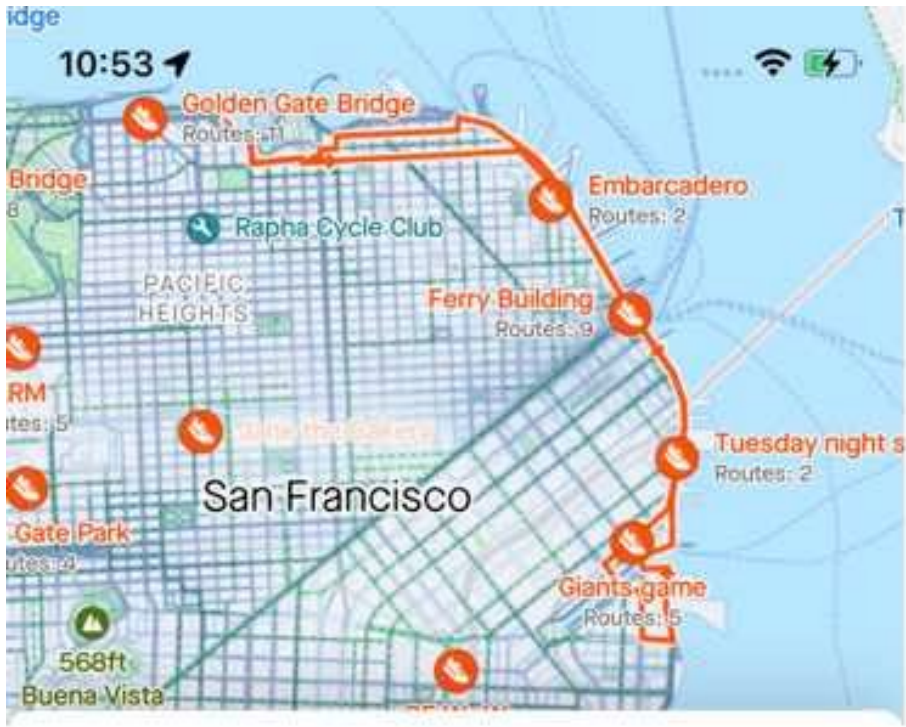 idge
10:53
Golden Gate Bridge
Routes: 11
Bridge
8
Embarcadero
Routes: 2
T
Rapha Cycle Club
PACIFIC
HEIGHTS
Ferry Building
Routes: 9
RM
utes: 5
Tuesday night s
Routes: 2
San Francisco
Gate Park
utes: 4
Giants game
Routes: 5
568ft
Buena Vista